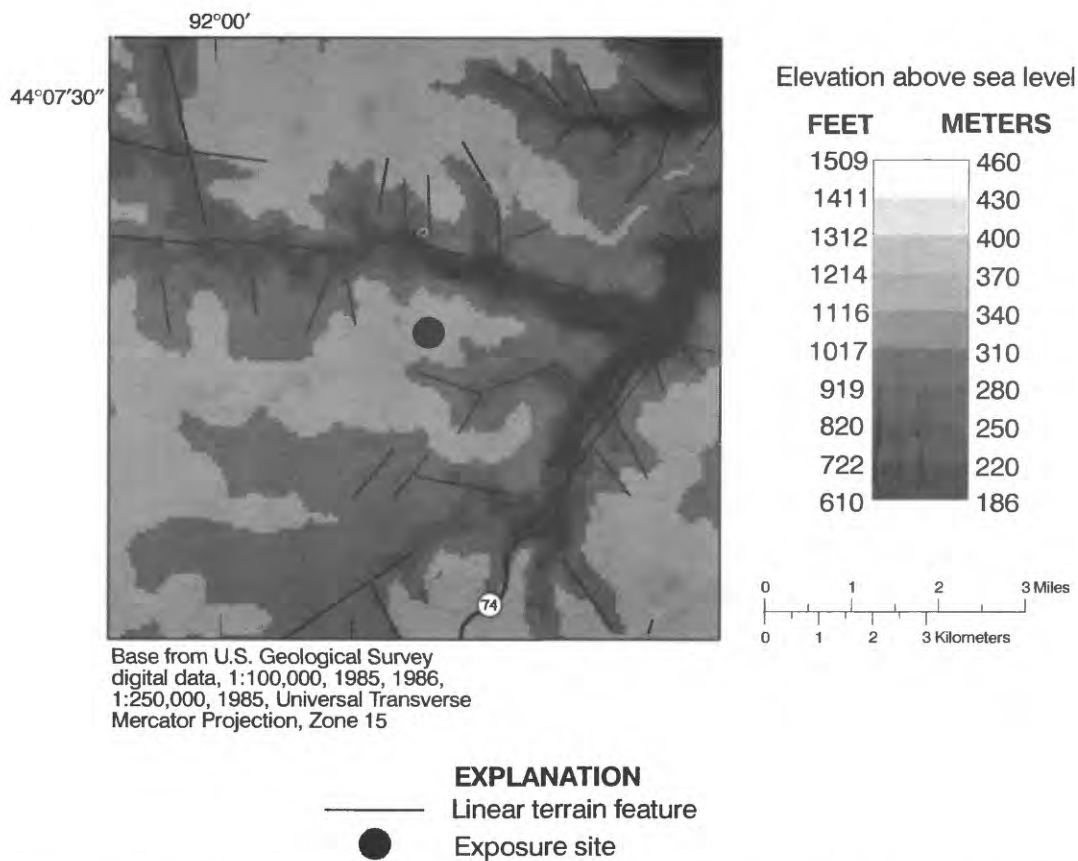 92°00′
44°07′30″
Elevation above sea level
FEET METERS
1509 460
1411 430
1312 400
1214 370
1116 340
1017 310
919 280
820 250
722 220
610 186
74
0 1 2 3 Miles
0 1 2 3 Kilometers
Base from U.S. Geological Survey
digital data, 1:100,000, 1985, 1986,
1:250,000, 1985, Universal Transverse
Mercator Projection, Zone 15
EXPLANATION
Linear terrain feature
Exposure site